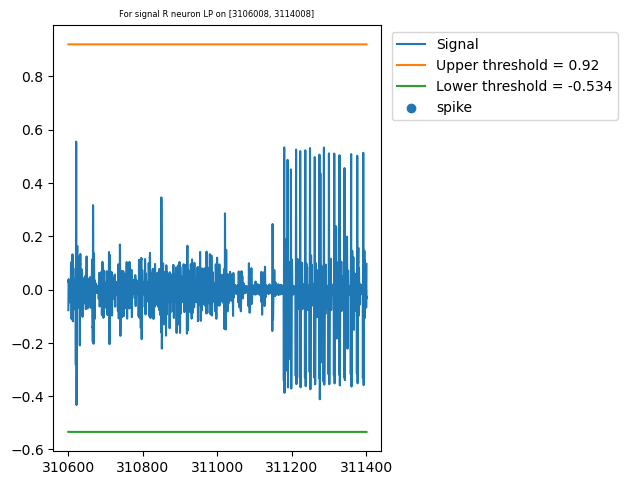 For signal R neuron LP on [3106008, 3114008]
Signal
Upper threshold = 0.92
Lower threshold = -0.534
spike
0.8
0.6
0.4
0.2
0.0
−0.2
−0.4
−0.6
310600 310800 311000 311200 311400